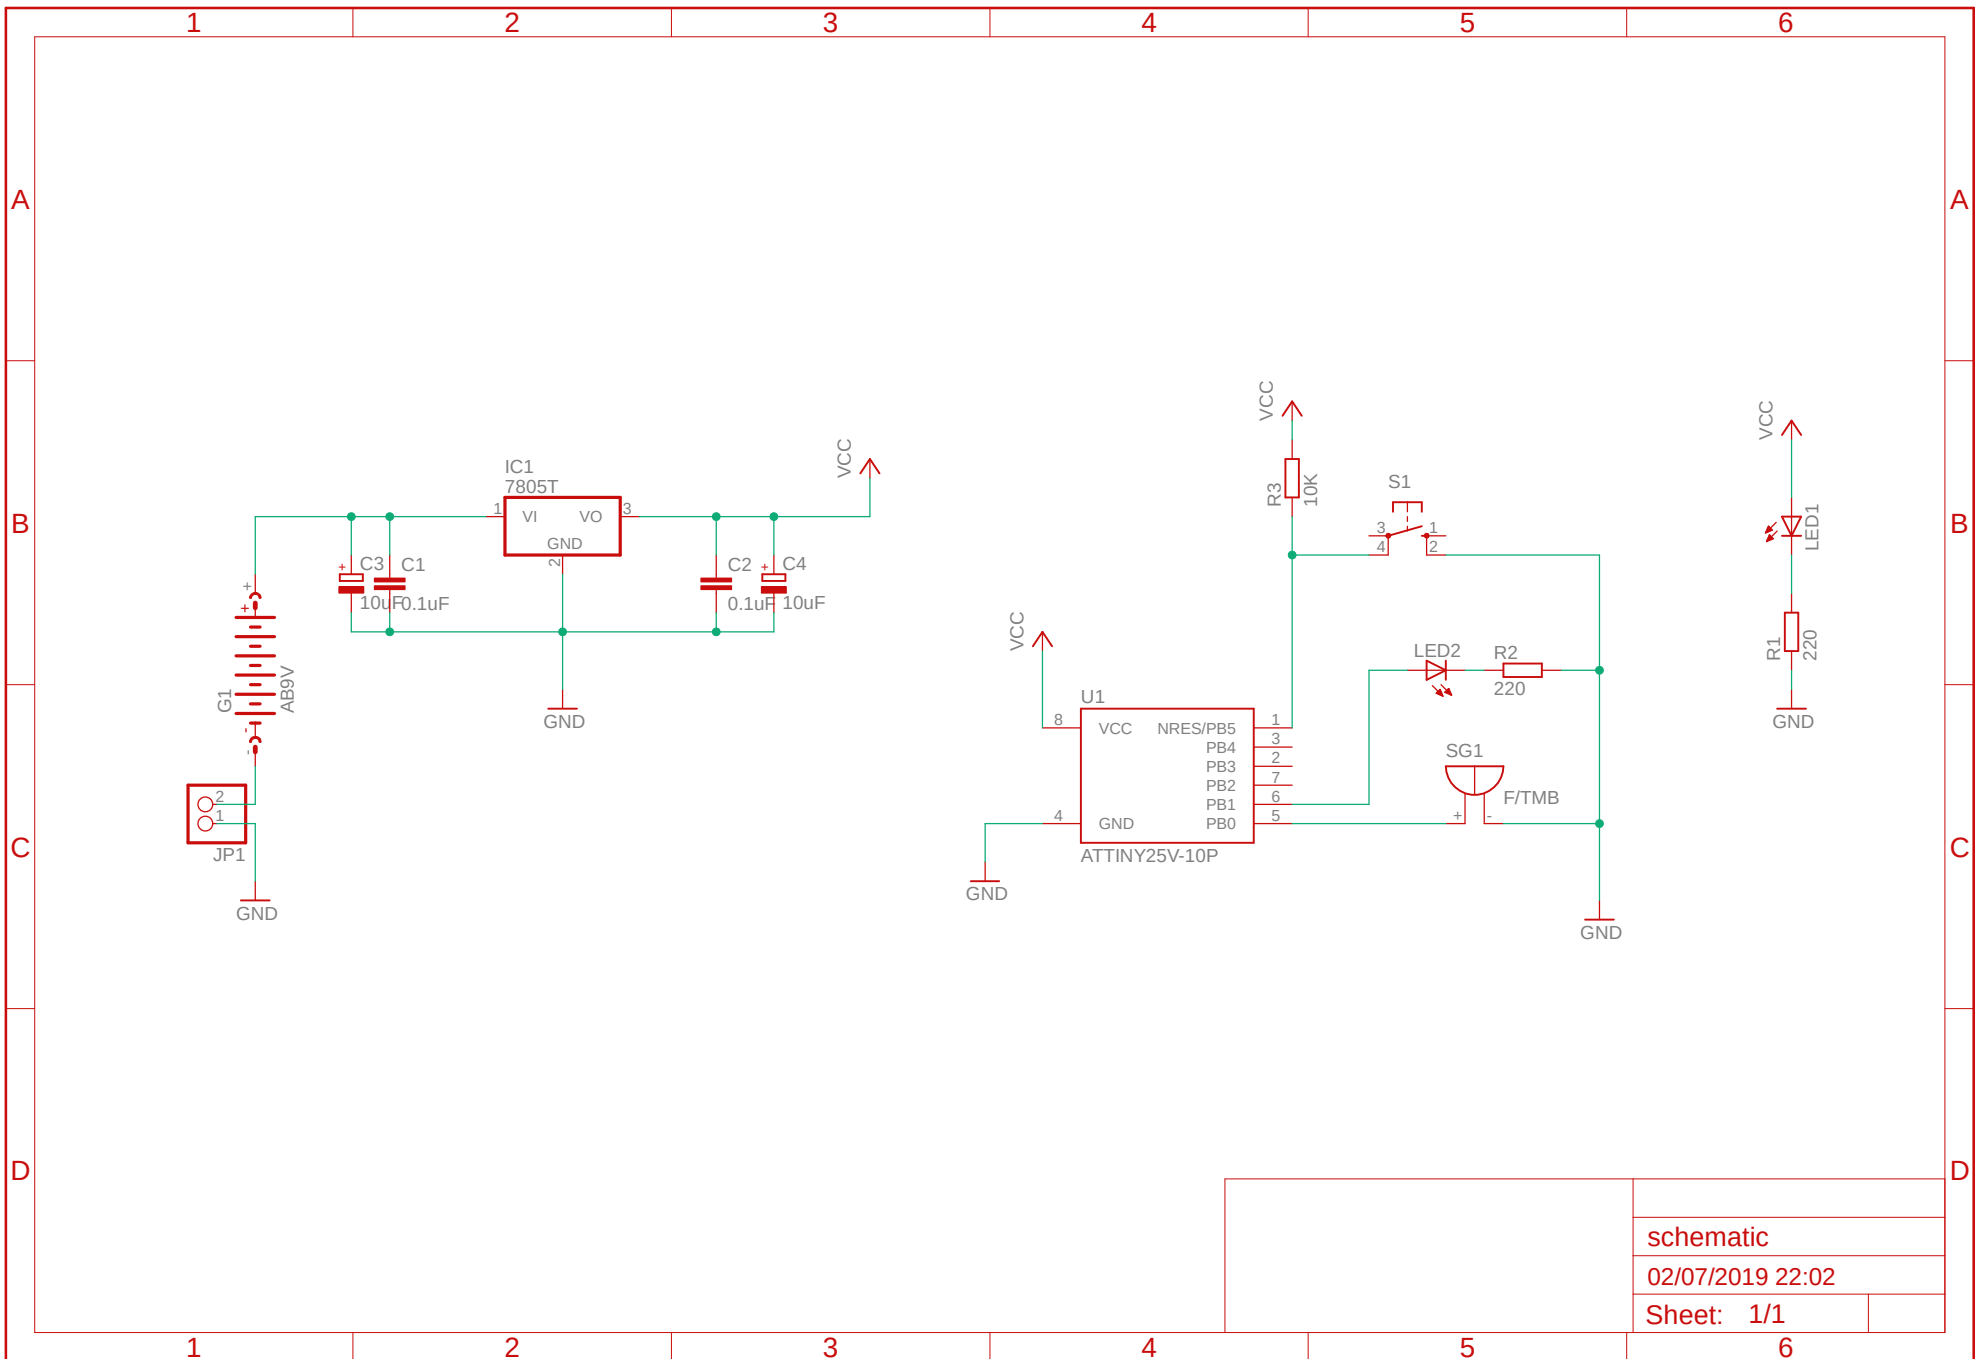 1 2 3 4 5 6
A A
VCC
VCC
VCC
IC1
7805T
1 VI VO 3
GND
2
B B
R3
10K
S1
3 1
4 2
LED1
+
C3
10uF
C1
0.1uF
C2
0.1uF
+
C4
10uF
+
+
G1
AB9V
-
-
GND
VCC
LED2 R2
220
R1
220
GND
U1
8 VCC NRES/PB5 1
PB4 3
PB3 2
PB2 7
PB1 6
4 GND PB0 5
ATTINY25V-10P
SG1
F/TMB
+ -
2
1
JP1
C C
GND
GND
GND
D D
schematic
02/07/2019 22:02
Sheet: 1/1
1 2 3 4 5 6